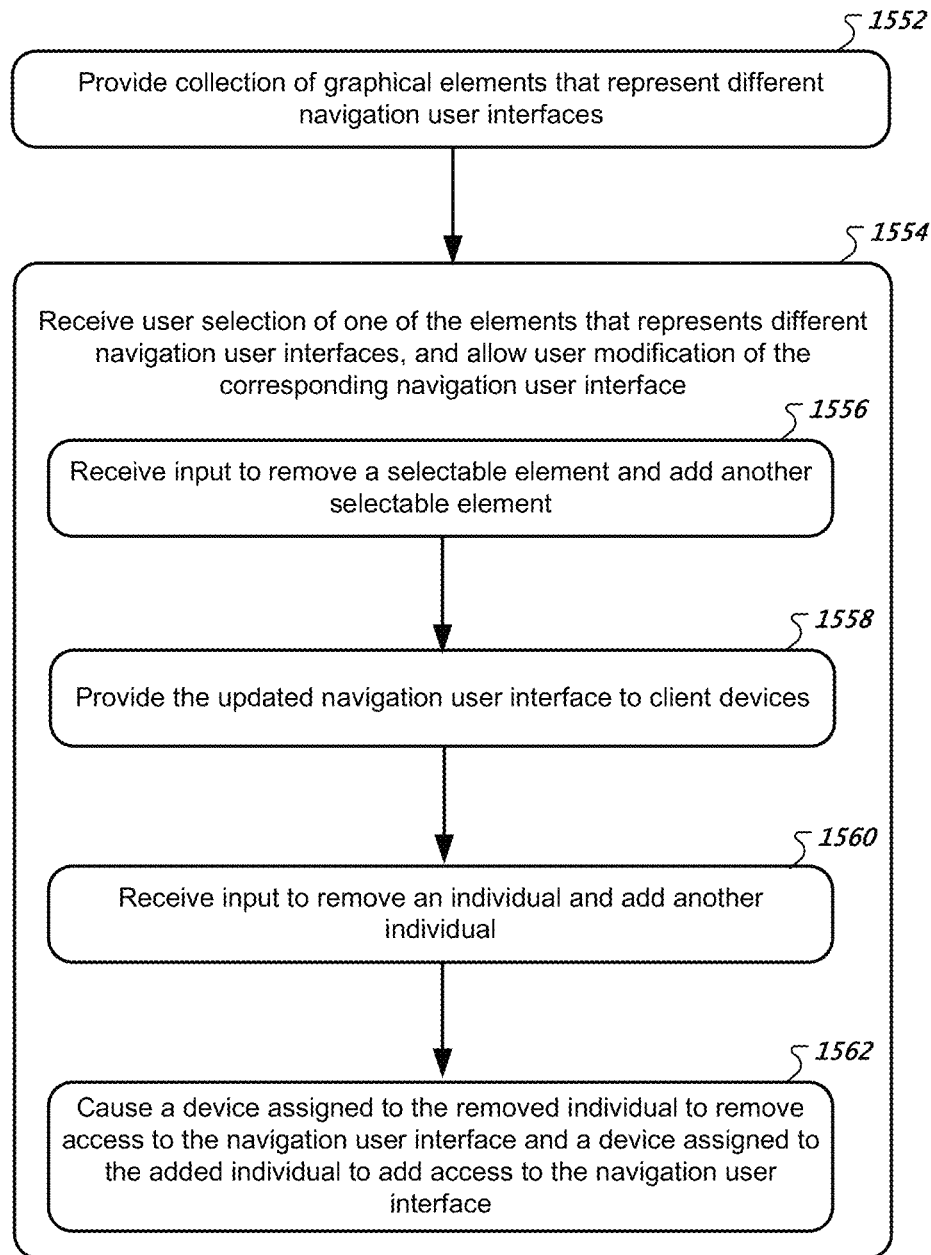 1552
Provide collection of graphical elements that represent different
navigation user interfaces
1554
Receive user selection of one of the elements that represents different
navigation user interfaces, and allow user modification of the
corresponding navigation user interface
1556
Receive input to remove a selectable element and add another
selectable element
1558
Provide the updated navigation user interface to client devices
1560
Receive input to remove an individual and add another
individual
1562
Cause a device assigned to the removed individual to remove
access to the navigation user interface and a device assigned to
the added individual to add access to the navigation user
interface